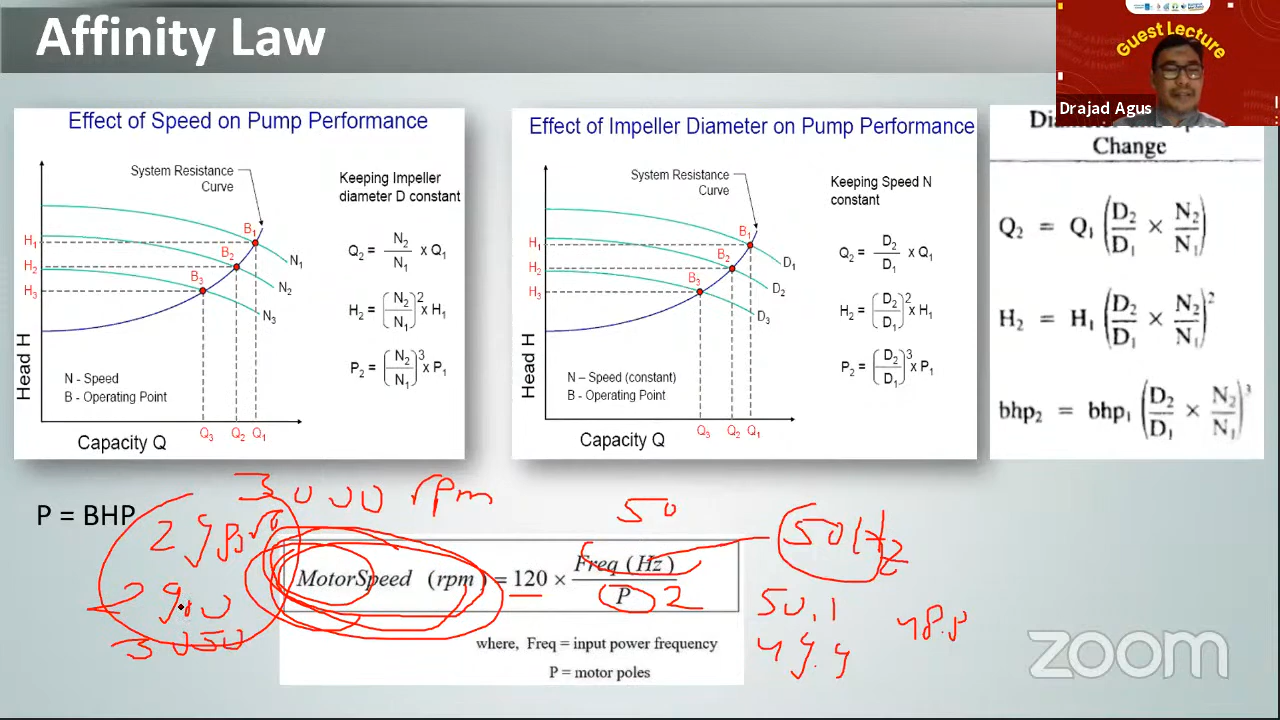 Affinity Law
Guest Lecture
Drajad Agus
Effect of Speed on Pump Performance
System Resistance
Curve
Keeping Impeller
diameter D constant
B₁
B₂
B₃
H₁
H₂
H₃
N₁
N₂
N₃
Q₂ = N₂/N₁ x Q₁
H₂ = (N₂/N₁)² x H₁
P₂ = (N₂/N₁)³ x P₁
Head H
N - Speed
B - Operating Point
Q₃ Q₂ Q₁
Capacity Q
Effect of Impeller Diameter on Pump Performance
System Resistance
Curve
Keeping Speed N
constant
B₁
B₂
B₃
H₁
H₂
H₃
D₁
D₂
D₃
Q₂ = D₂/D₁ x Q₁
H₂ = (D₂/D₁)² x H₁
P₂ = (D₂/D₁)³ x P₁
Head H
N – Speed (constant)
B - Operating Point
Q₃ Q₂ Q₁
Capacity Q
Change
Q₂ = Q₁ (D₂/D₁ × N₂/N₁)
H₂ = H₁ (D₂/D₁ × N₂/N₁)²
bhp₂ = bhp₁ (D₂/D₁ × N₂/N₁)³
P = BHP
3000 rpm
50
50 Hz
MotorSpeed (rpm) = 120 × Freq (Hz)/P
2
50.1
49.9
3050
where, Freq = input power frequency
P = motor poles
zoom